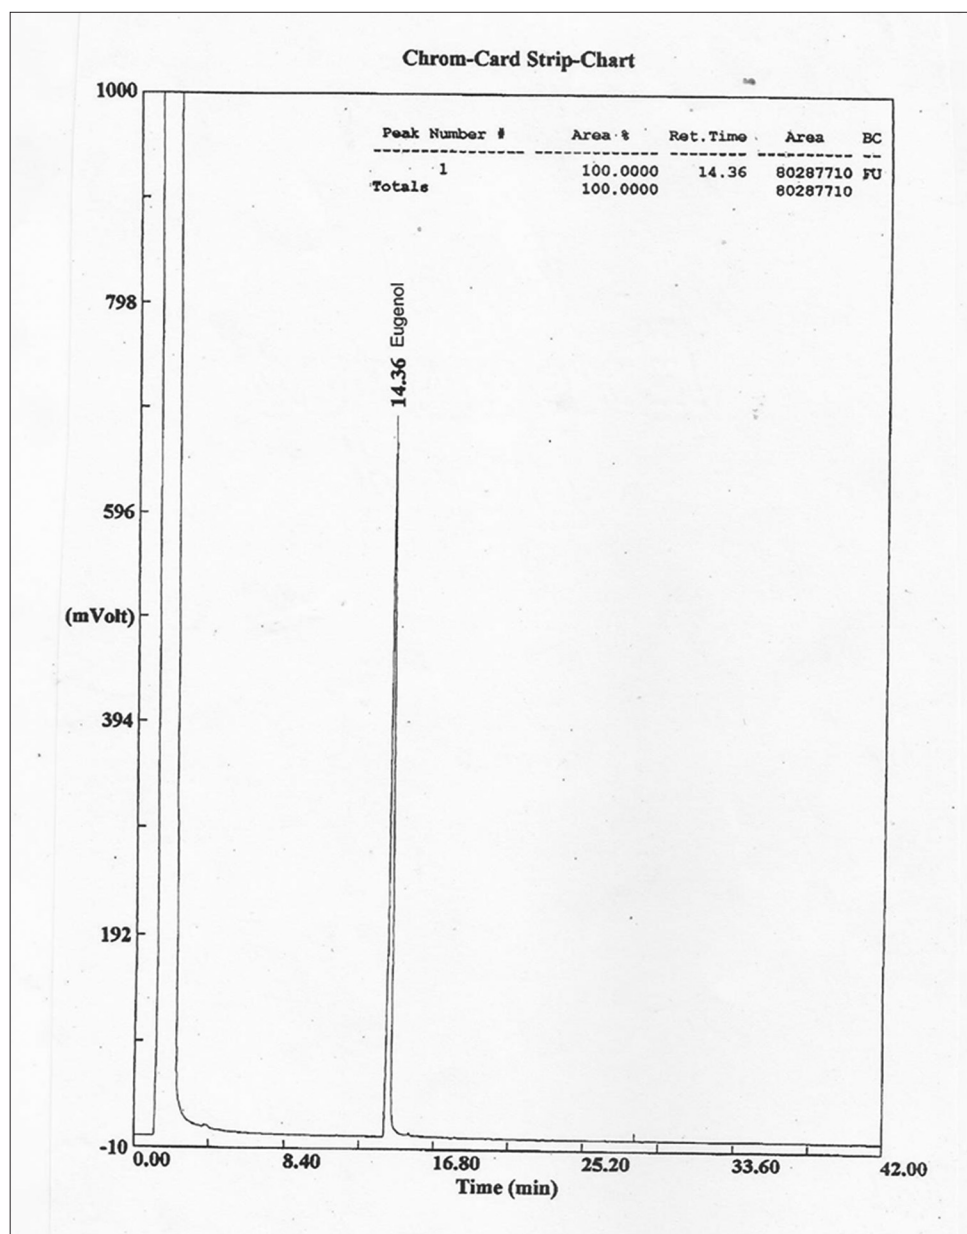 Chrom-Card Strip-Chart
1000
Peak Number # Area % Ret.Time Area BC
1 100.0000 14.36 80287710 FU
Totals 100.0000 80287710
798
14.36 Eugenol
596
(mVolt)
394
192
-10
0.00 8.40 16.80 25.20 33.60 42.00
Time (min)